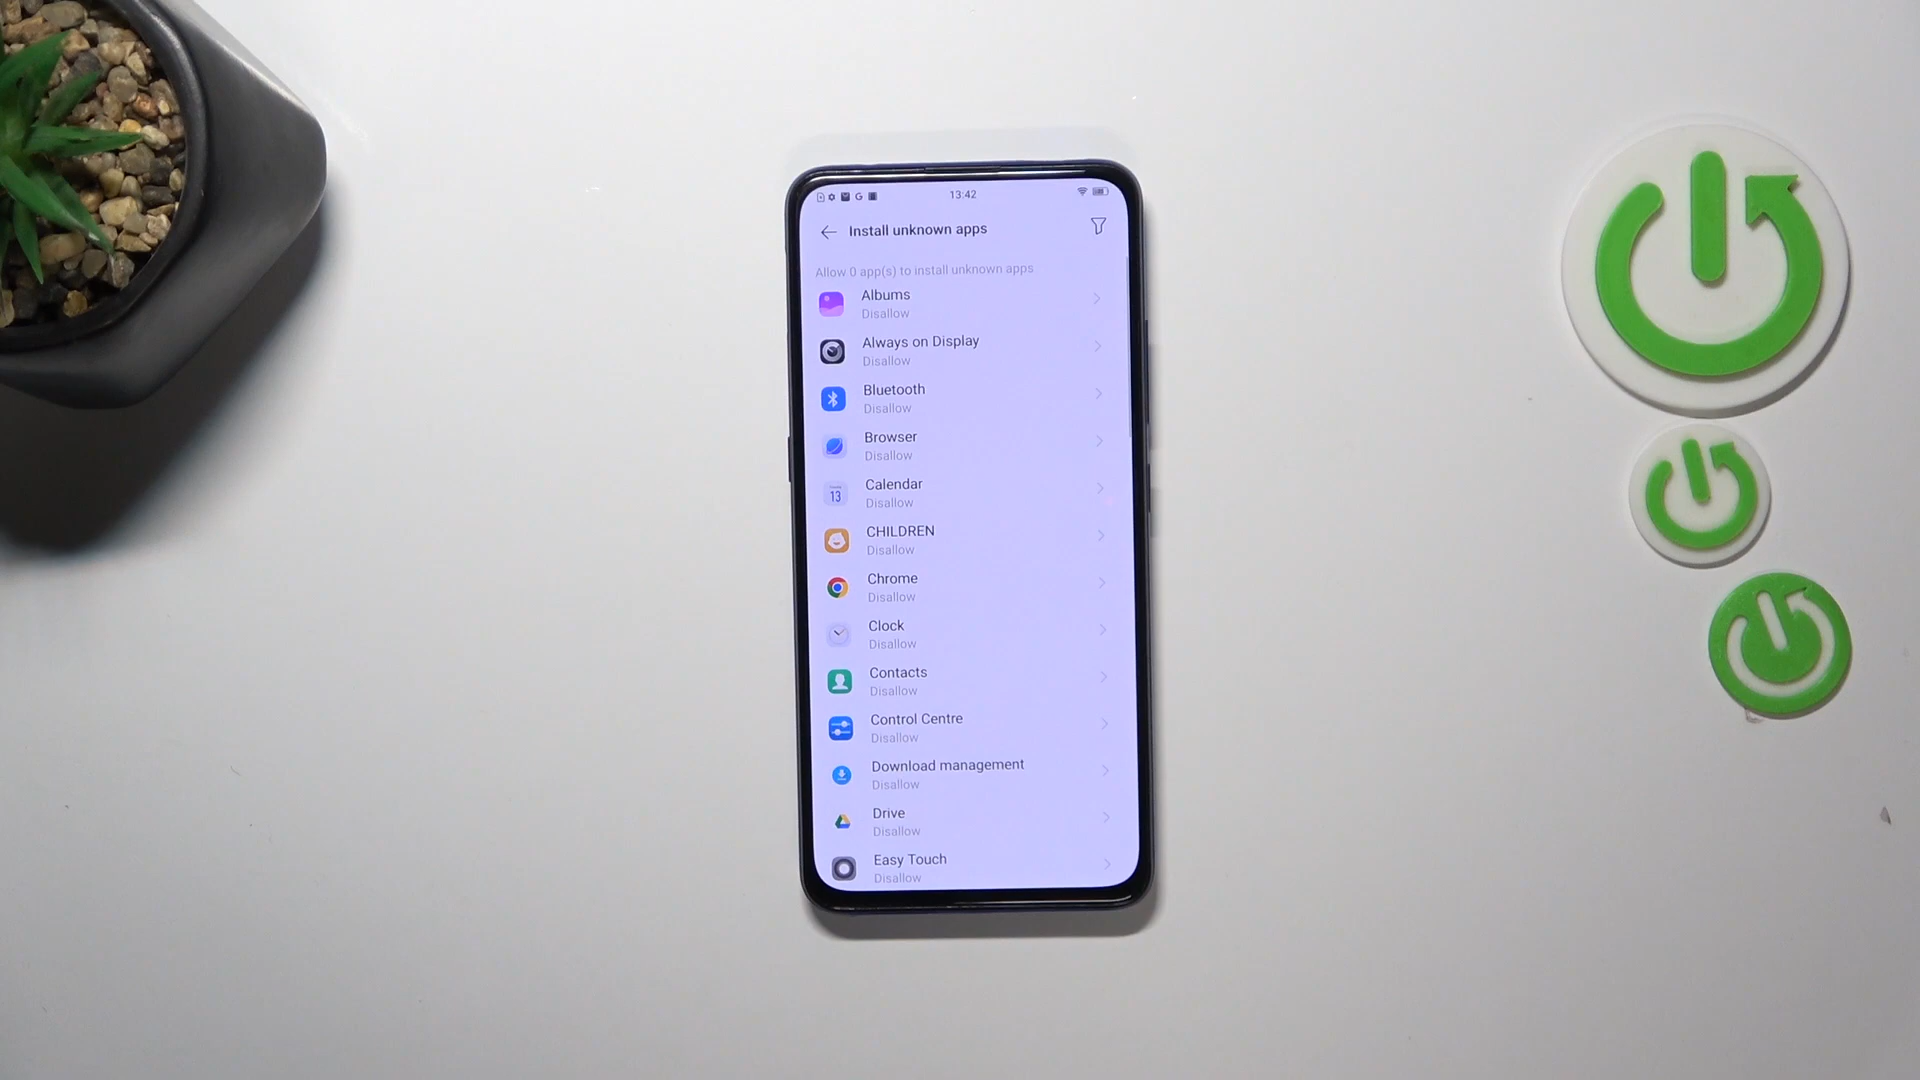 13:42
Install unknown apps
Allow 0 app(s) to install unknown apps
Albums
Disallow
Always on Display
Disallow
Bluetooth
Disallow
Browser
Disallow
Calendar
Disallow
13
CHILDREN
Disallow
Chrome
Disallow
Clock
Disallow
Contacts
Disallow
Control Centre
Disallow
Download management
Disallow
Drive
Disallow
Easy Touch
Disallow